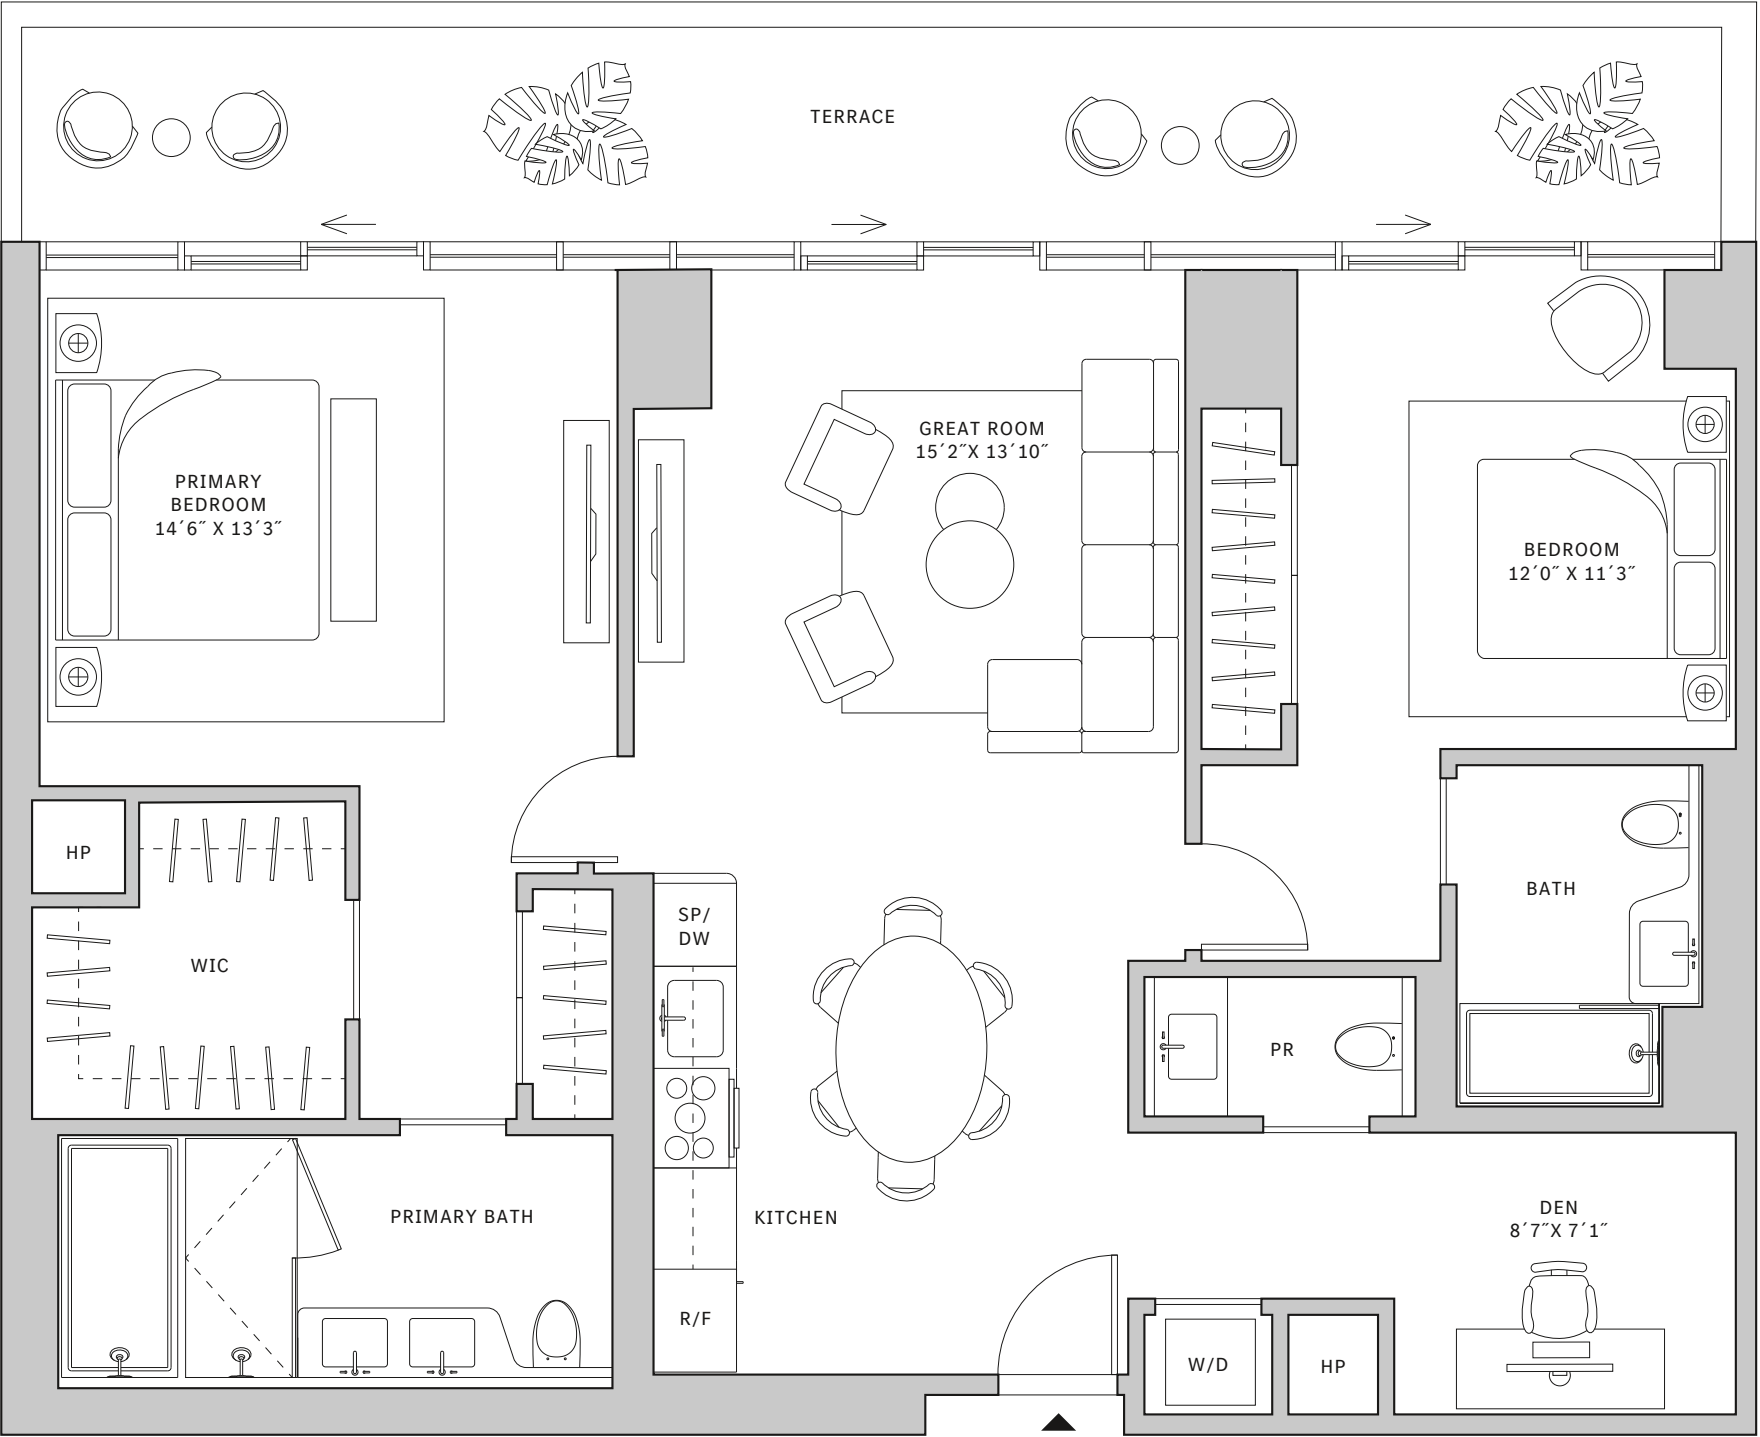 TERRACE
GREAT ROOM
15´2˝X 13´10˝
PRIMARY
BEDROOM
14´6˝ X 13´3˝
BEDROOM
12´0˝ X 11´3˝
HP
WIC
SP/
DW
BATH
PR
PRIMARY BATH
KITCHEN
DEN
8´7˝X 7´1˝
R/F
W/D
HP